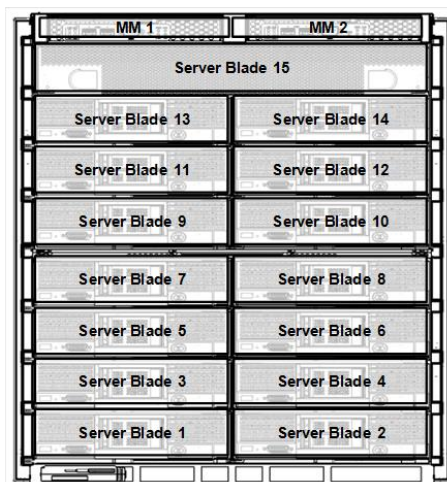 MM 1 MM 2
Server Blade 15
Server Blade 13 Server Blade 14
Server Blade 11 Server Blade 12
Server Blade 9 Server Blade 10
Server Blade 7 Server Blade 8
Server Blade 5 Server Blade 6
Server Blade 3 Server Blade 4
Server Blade 1 Server Blade 2